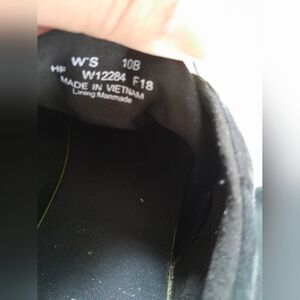 W'S 10B
HF W12284 F18
MADE IN VIETNAM
Lining:Manmade